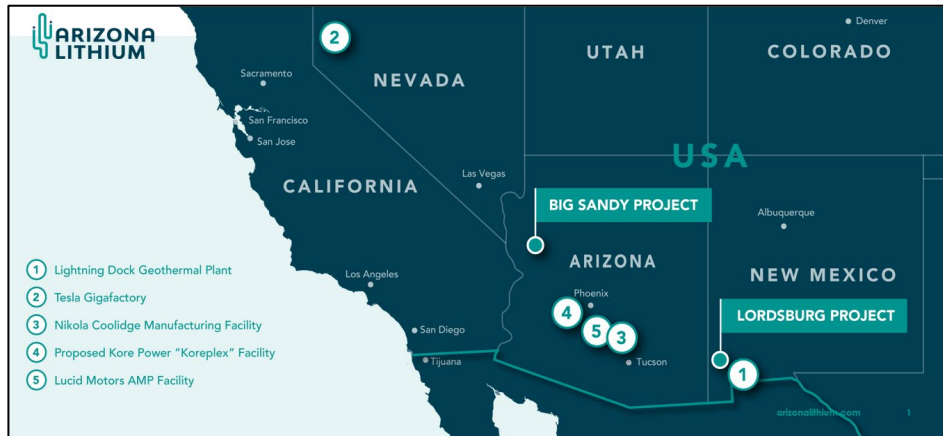 ARIZONA
LITHIUM
2
Denver
UTAH
COLORADO
NEVADA
Sacramento
San Francisco
San Jose
USA
Las Vegas
CALIFORNIA
BIG SANDY PROJECT
Albuquerque
ARIZONA
NEW MEXICO
Los Angeles
Phoenix
4
5
3
LORDSBURG PROJECT
San Diego
Tijuana
Tucson
1
1 Lightning Dock Geothermal Plant
2 Tesla Gigafactory
3 Nikola Coolidge Manufacturing Facility
4 Proposed Kore Power "Koreplex" Facility
5 Lucid Motors AMP Facility
arizonalithium.com 1